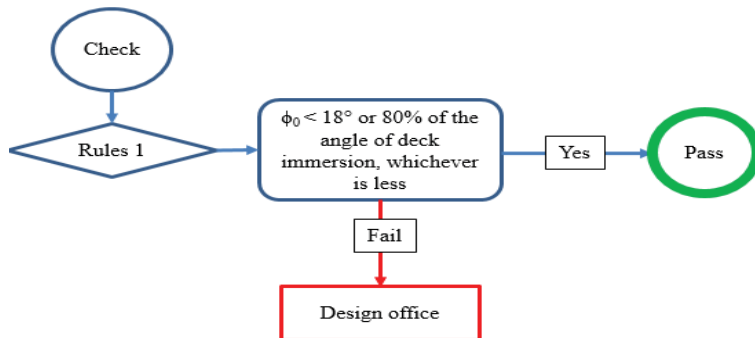 Check
Rules 1
ϕ₀ < 18° or 80% of the
angle of deck
immersion, whichever
is less
Yes
Pass
Fail
Design office